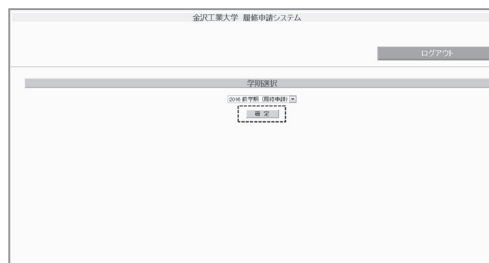 金沢工業大学 履修申請システム
ログアウト
学期選択
2016 前学期 (履修申請)
確 定